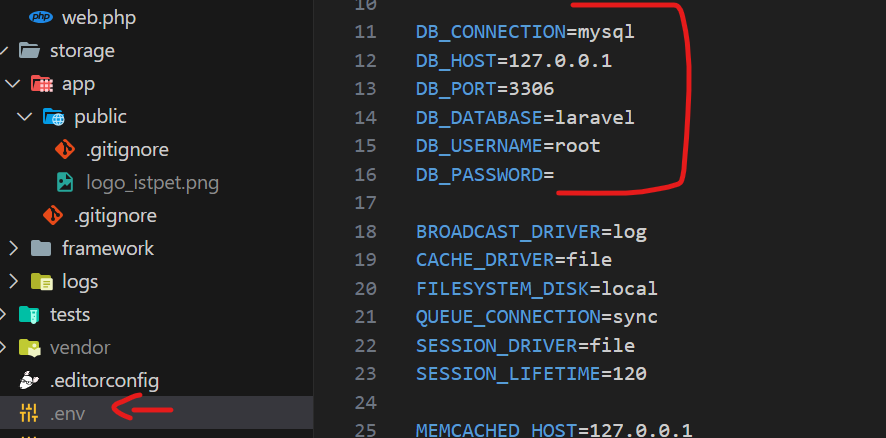 web.php
storage
app
public
.gitignore
logo_istpet.png
.gitignore
framework
logs
tests
vendor
.editorconfig
.env
10
11 DB_CONNECTION=mysql
12 DB_HOST=127.0.0.1
13 DB_PORT=3306
14 DB_DATABASE=laravel
15 DB_USERNAME=root
16 DB_PASSWORD=
17
18 BROADCAST_DRIVER=log
19 CACHE_DRIVER=file
20 FILESYSTEM_DISK=local
21 QUEUE_CONNECTION=sync
22 SESSION_DRIVER=file
23 SESSION_LIFETIME=120
24
25 MEMCACHED_HOST=127.0.0.1